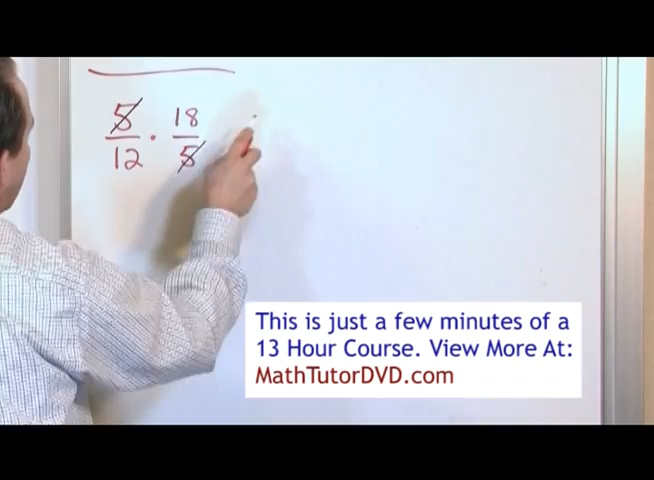 5/12 · 18/5
This is just a few minutes of a
13 Hour Course. View More At:
MathTutorDVD.com